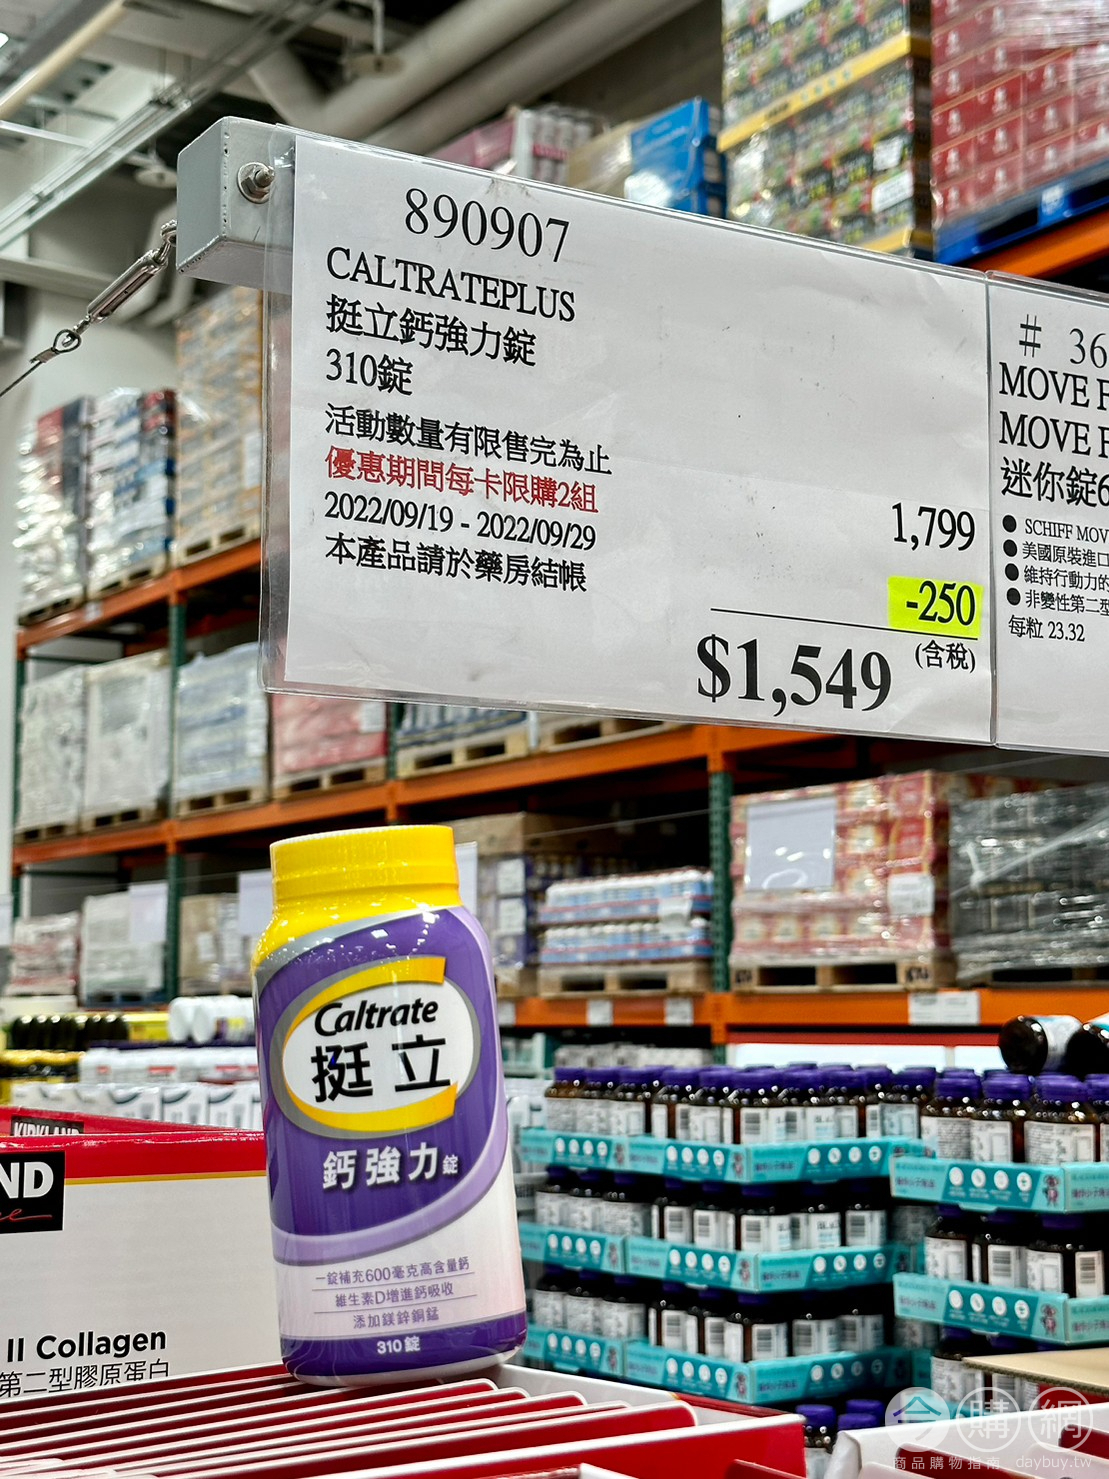 890907
CALTRATEPLUS
挺立鈣強力錠
310錠
活動數量有限售完為止
優惠期間每卡限購2組
2022/09/19 - 2022/09/29
本產品請於藥房結帳
1,799
-250
(含稅)
$1,549
# 36
MOVE F
MOVE F
迷你錠6
● SCHIFF MOV
● 美國原裝進口
● 維持行動力的
● 非變性第二型
每粒 23.32
Caltrate
挺立
鈣強力錠
一錠補充600毫克高含量鈣
維生素D增進鈣吸收
添加鎂鋅銅錳
310錠
KIRKLAND
ND
II Collagen
第二型膠原蛋白
今購網
商品購物指南 daybuy.tw